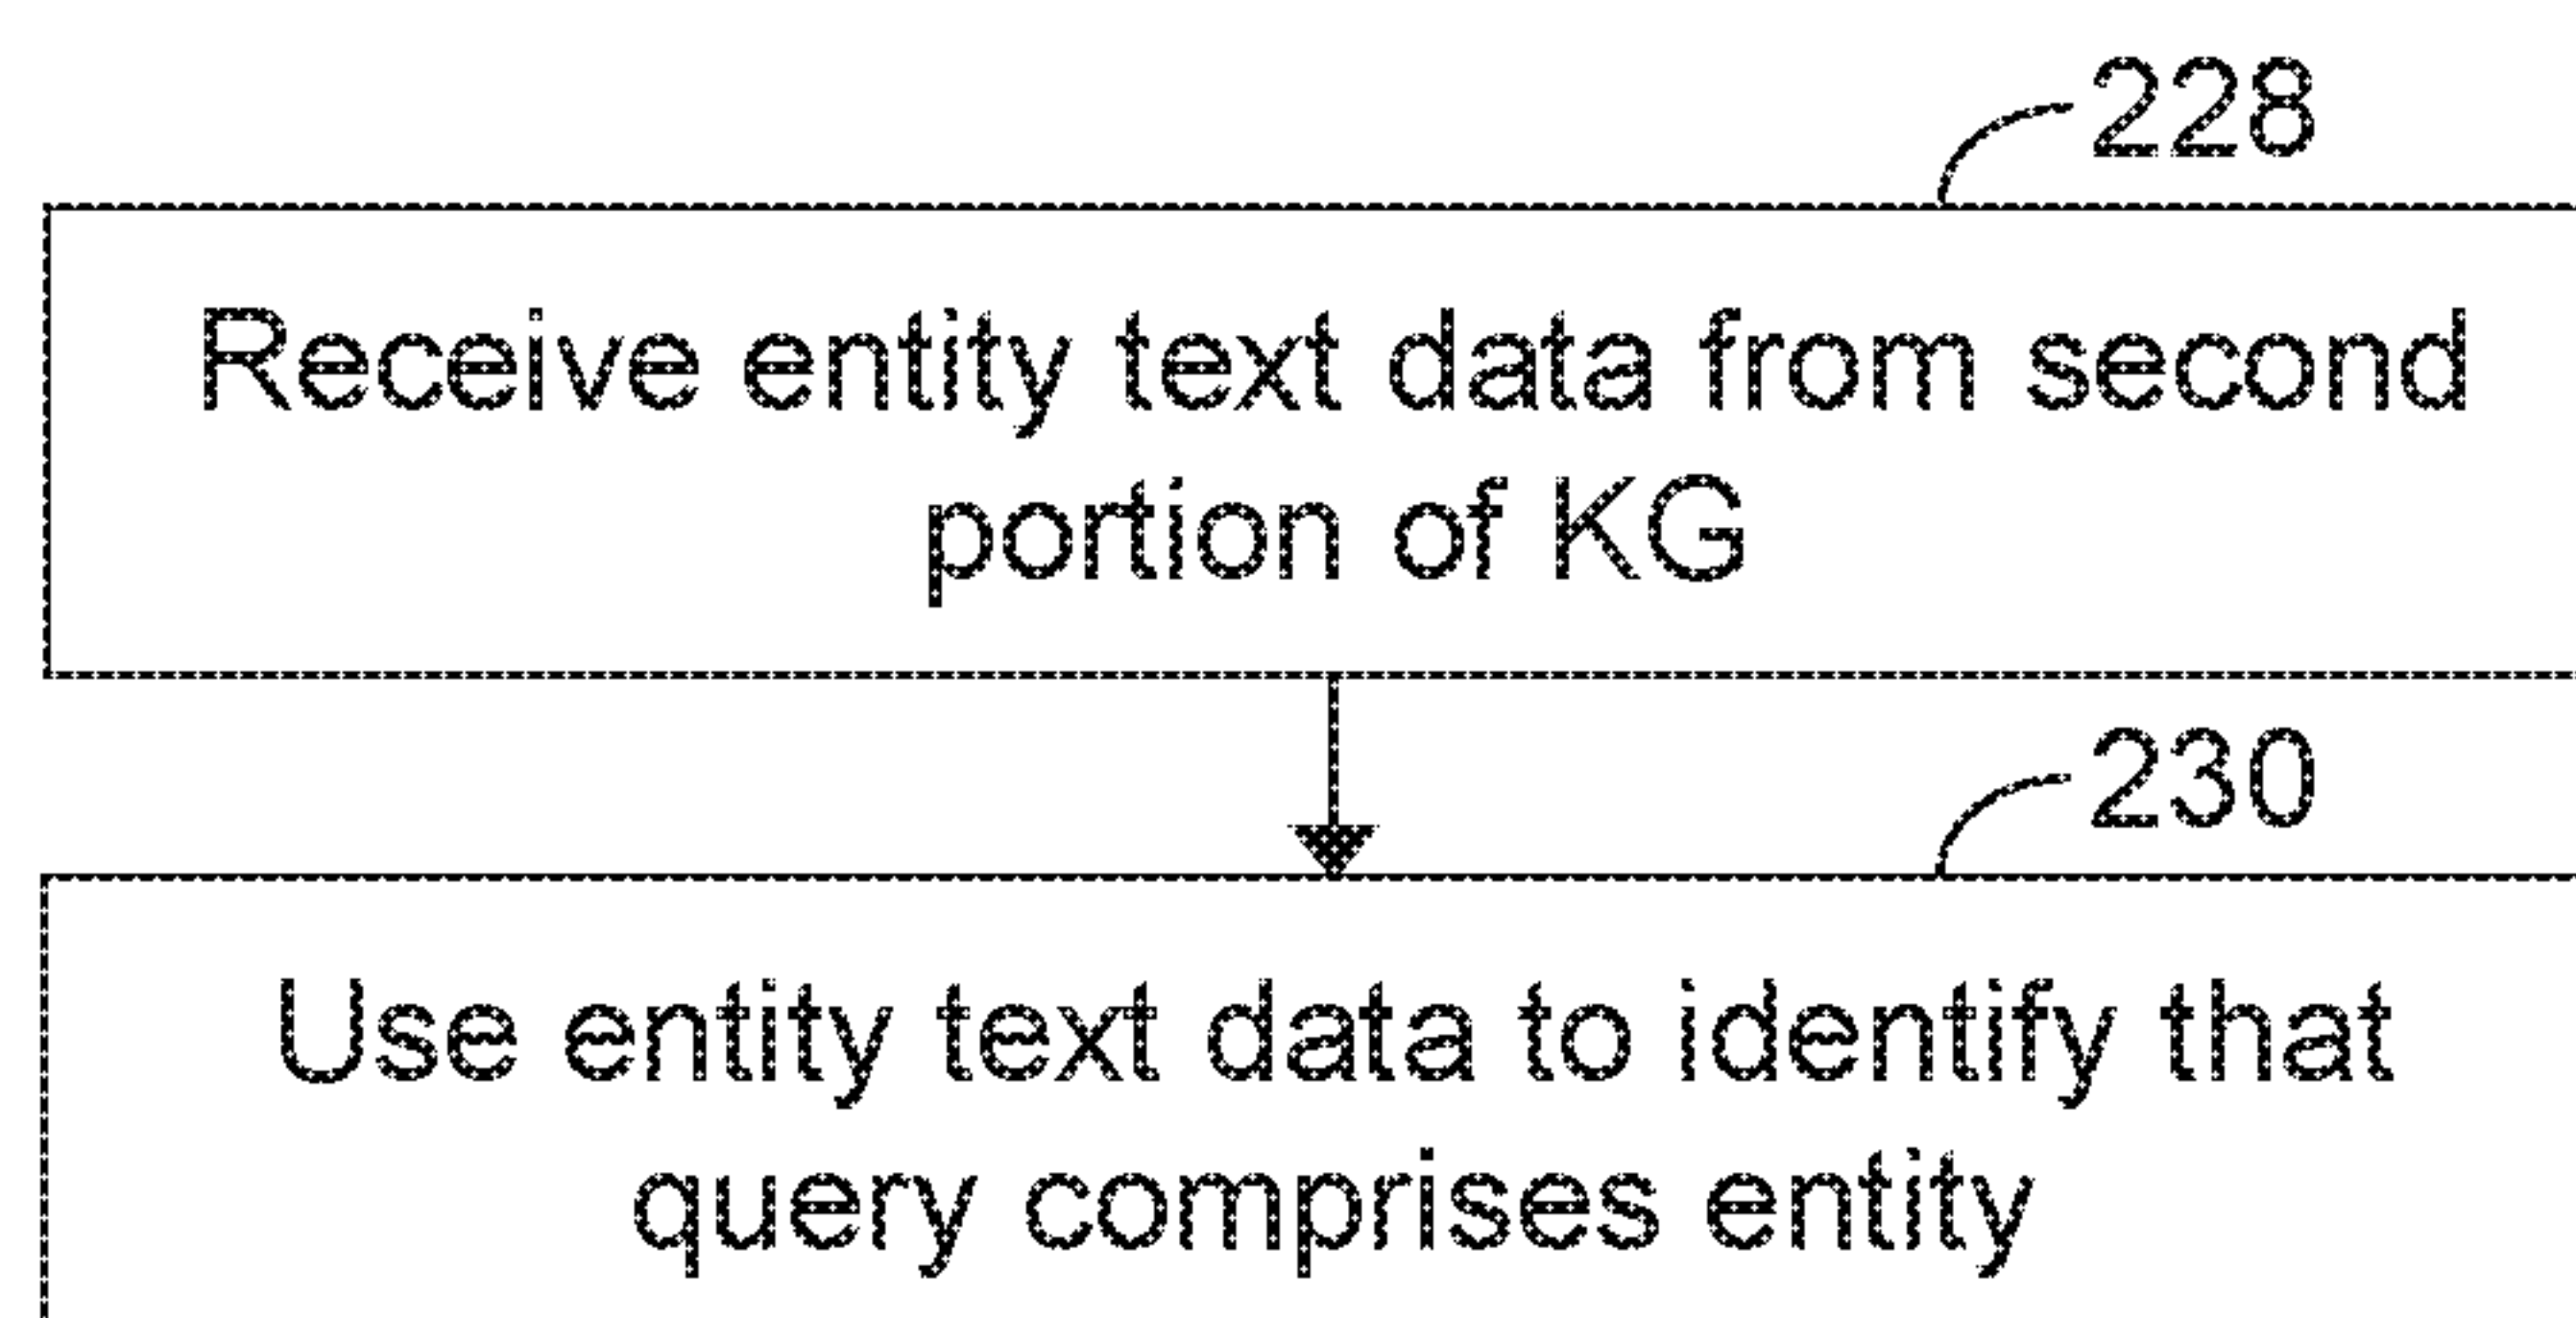 228
Receive entity text data from second
portion of KG
230
Use entity text data to identify that
query comprises entity